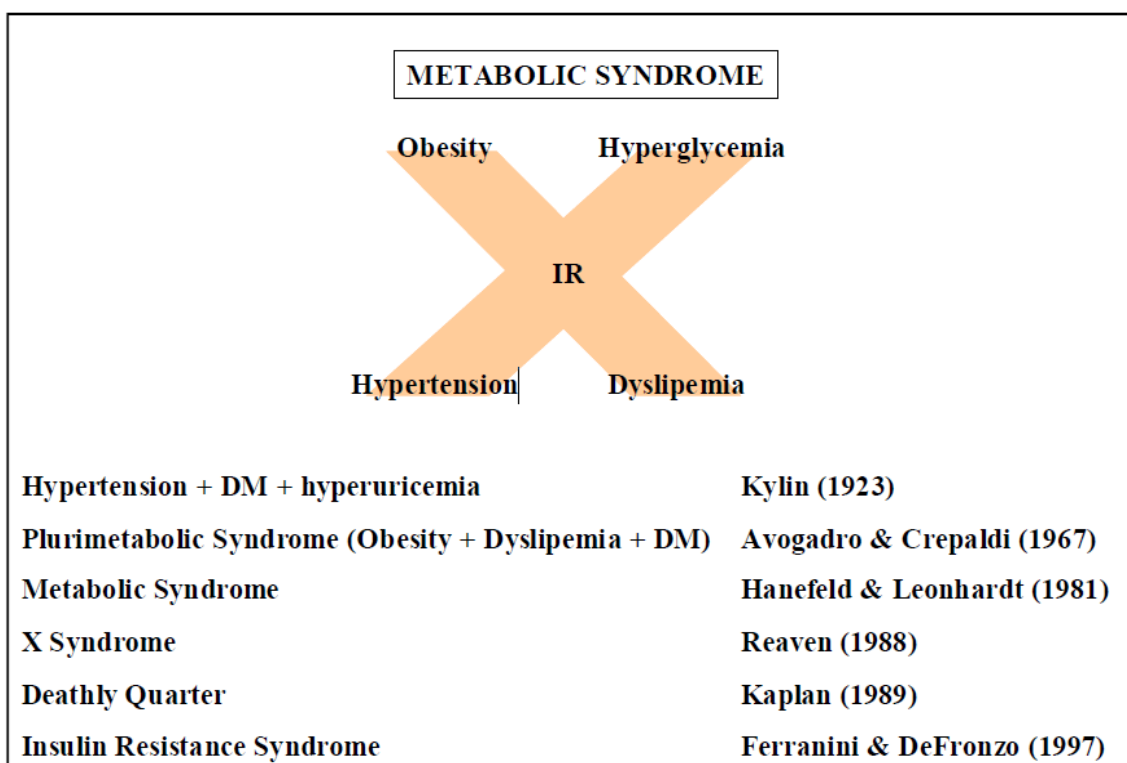 METABOLIC SYNDROME
Obesity Hyperglycemia
IR
Hypertension Dyslipemia
Hypertension + DM + hyperuricemia Kylin (1923)
Plurimetabolic Syndrome (Obesity + Dyslipemia + DM) Avogadro & Crepaldi (1967)
Metabolic Syndrome Hanefeld & Leonhardt (1981)
X Syndrome Reaven (1988)
Deathly Quarter Kaplan (1989)
Insulin Resistance Syndrome Ferranini & DeFronzo (1997)